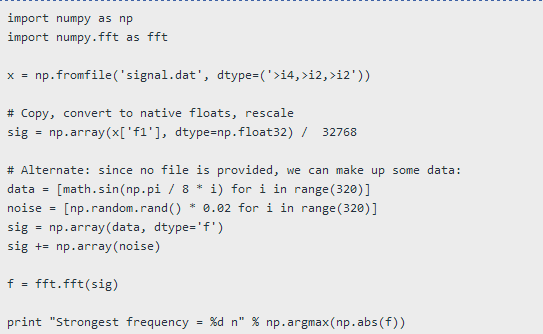 import numpy as np
import numpy.fft as fft
x = np.fromfile('signal.dat', dtype=('>i4,>i2,>i2'))
# Copy, convert to native floats, rescale
sig = np.array(x['f1'], dtype=np.float32) /  32768
# Alternate: since no file is provided, we can make up some data:
data = [math.sin(np.pi / 8 * i) for i in range(320)]
noise = [np.random.rand() * 0.02 for i in range(320)]
sig = np.array(data, dtype='f')
sig += np.array(noise)
f = fft.fft(sig)
print "Strongest frequency = %d n" % np.argmax(np.abs(f))